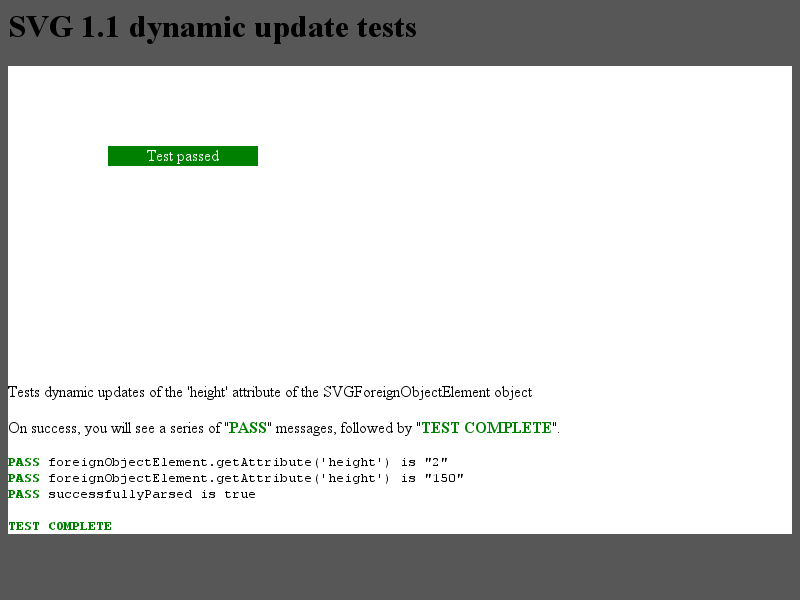 SVG 1.1 dynamic update tests
Test passed
Tests dynamic updates of the 'height' attribute of the SVGForeignObjectElement object
On success, you will see a series of "PASS" messages, followed by "TEST COMPLETE".
PASS foreignObjectElement.getAttribute('height') is "2"
PASS foreignObjectElement.getAttribute('height') is "150"
PASS successfullyParsed is true
TEST COMPLETE